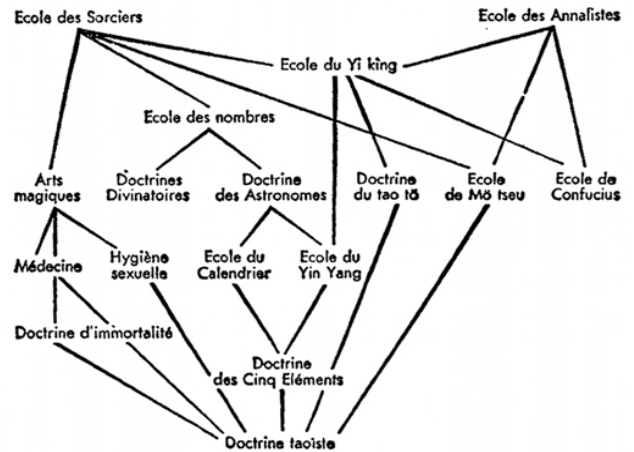 Ecole des Sorciers
Ecole des Annalistes
Ecole du Yi king
Ecole des nombres
Arts
magiques
Doctrines
Divinatoires
Doctrine
des Astronomes
Doctrine
du tao tö
Ecole
de Mö tseu
Ecole de
Confucius
Médecine
Hygiène
sexuelle
Ecole du
Calendrier
Ecole du
Yin Yang
Doctrine d'immortalité
Doctrine
des Cinq Eléments
Doctrine taoïste